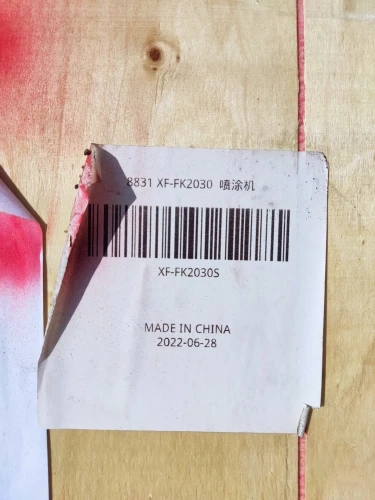 8831 XF-FK2030 喷涂机
XF-FK2030S
MADE IN CHINA
2022-06-28